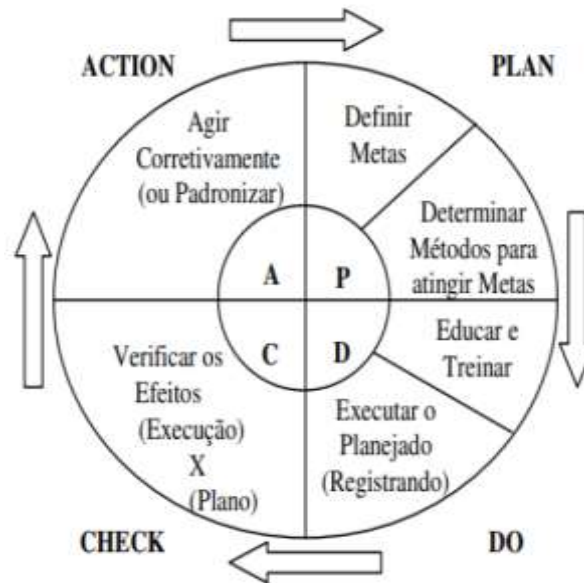 ACTION
PLAN
Agir
Corretivamente
(ou Padronizar)
Definir
Metas
Determinar
Métodos para
atingir Metas
A
P
C
D
Educar e
Treinar
Executar o
Planejado
(Registrando)
Verificar os
Efeitos
(Execução)
X
(Plano)
CHECK
DO